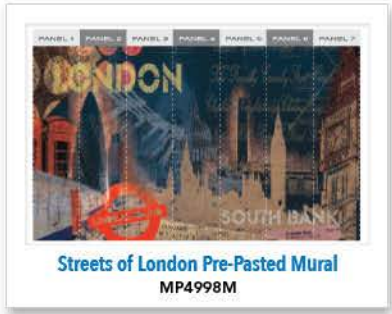 PANEL 1 PANEL 2 PANEL 3 PANEL 4 PANEL 5 PANEL 6 PANEL 7
LONDON
SOUTH BANK
Streets of London Pre-Pasted Mural
MP4998M